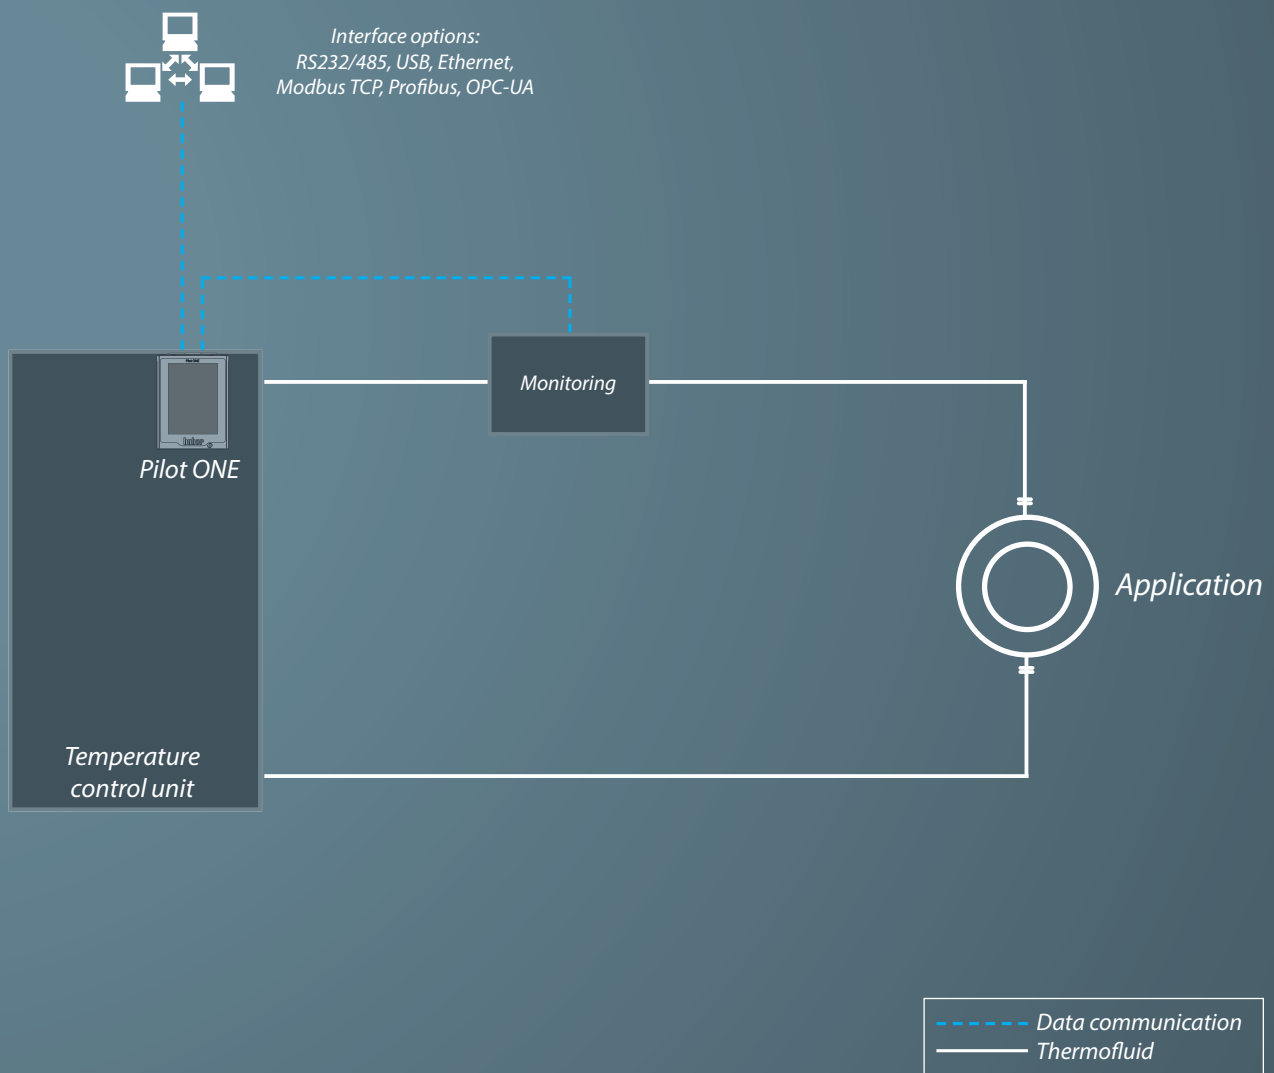 Interface options:
RS232/485, USB, Ethernet,
Modbus TCP, Profibus, OPC-UA
Monitoring
huber
Pilot ONE
Application
Temperature
control unit
Data communication
Thermofluid